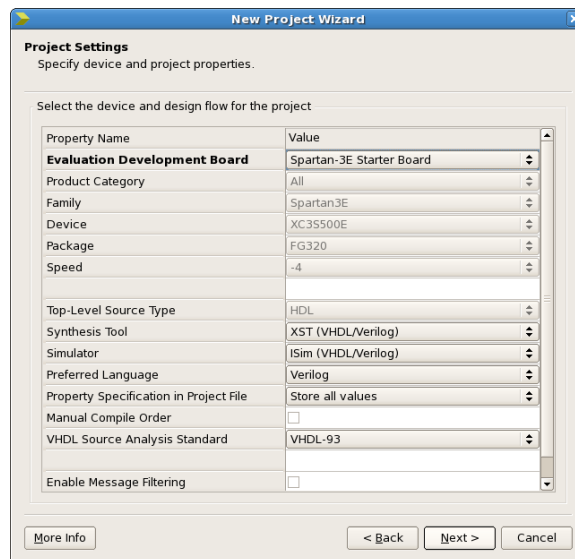 New Project Wizard
Project Settings
Specify device and project properties.
Select the device and design flow for the project
Property Name Value
Evaluation Development Board Spartan-3E Starter Board
Product Category All
Family Spartan3E
Device XC3S500E
Package FG320
Speed -4
Top-Level Source Type HDL
Synthesis Tool XST (VHDL/Verilog)
Simulator ISim (VHDL/Verilog)
Preferred Language Verilog
Property Specification in Project File Store all values
Manual Compile Order
VHDL Source Analysis Standard VHDL-93
Enable Message Filtering
More Info < Back Next > Cancel